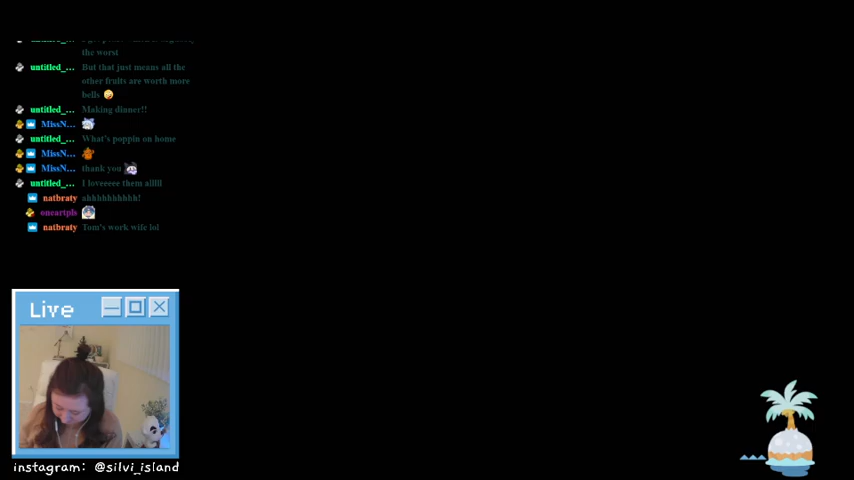 the worst
untitled_... But that just means all the
other fruits are worth more
bells
untitled_... Making dinner!!
MissN...
untitled_... What's poppin on home
MissN...
MissN... thank you
untitled_... I loveeeee them alllll
natbraty ahhbhhhhhhh!
oneartpls
natbraty Tom's work wife lol
Live
instagram: @silvi_island